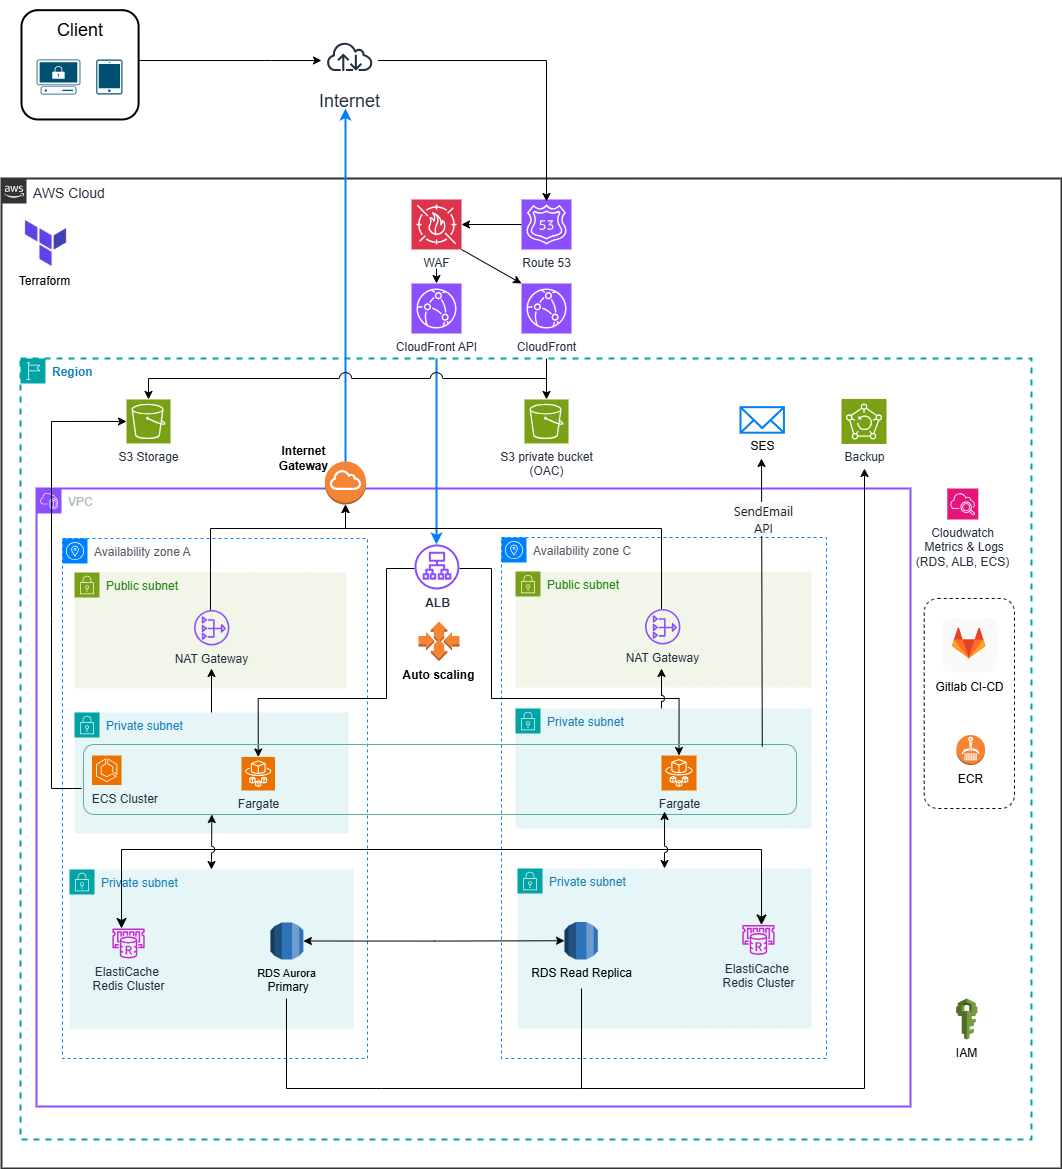 Client
Internet
aws
AWS Cloud
Terraform
WAF
53
Route 53
CloudFront API
CloudFront
Region
S3 Storage
S3 private bucket
(OAC)
SES
Backup
Internet
Gateway
VPC
SendEmail
API
Cloudwatch
Metrics & Logs
(RDS, ALB, ECS)
Availability zone A
Availability zone C
Public subnet
Public subnet
ALB
NAT Gateway
NAT Gateway
Auto scaling
Gitlab CI-CD
Private subnet
Private subnet
ECS Cluster
Fargate
Fargate
ECR
Private subnet
Private subnet
R
ElastiCache
Redis Cluster
RDS Aurora
Primary
RDS Read Replica
R
ElastiCache
Redis Cluster
IAM